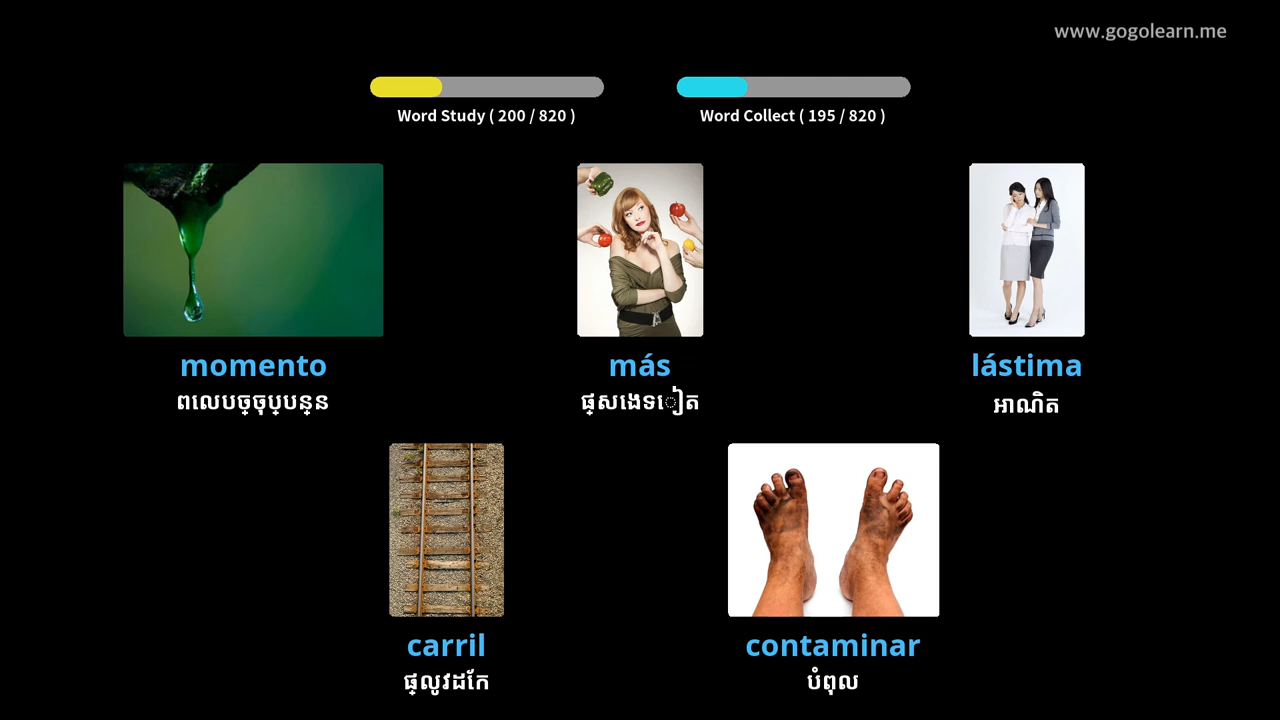 www.gogolearn.me
Word Study ( 200 / 820 )
Word Collect ( 195 / 820 )
momento
ពេលបច្ចុប្បន្ន
más
ផ្សេងទៀត
lástima
អាណិត
carril
ផ្លូវដែក
contaminar
បំពុល